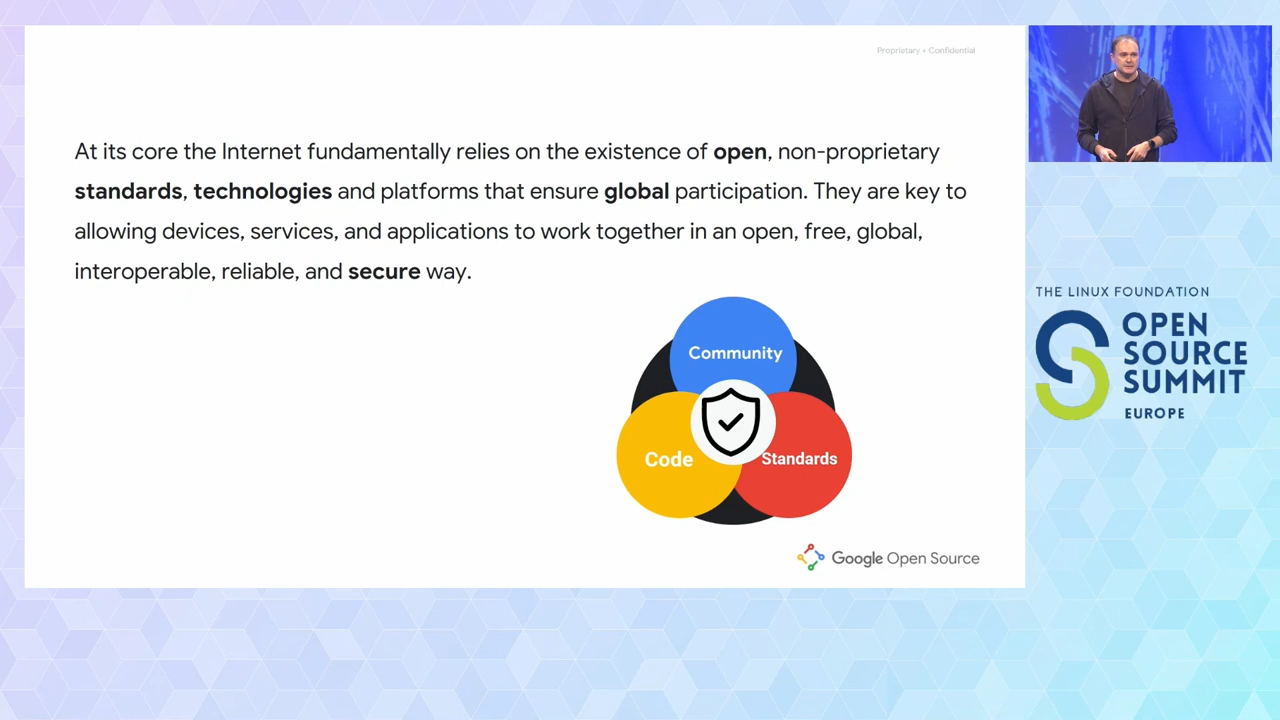 Proprietary + Confidential
At its core the Internet fundamentally relies on the existence of open, non-proprietary
standards, technologies and platforms that ensure global participation. They are key to
allowing devices, services, and applications to work together in an open, free, global,
interoperable, reliable, and secure way.
Community
Code
Standards
Google Open Source
THE LINUX FOUNDATION
OPEN
SOURCE
SUMMIT
EUROPE